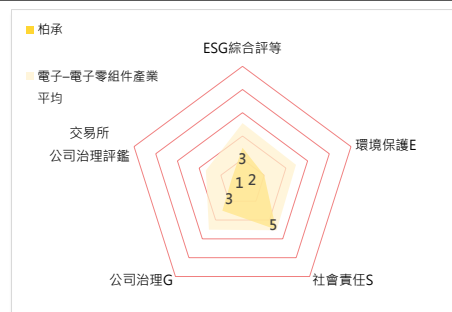 柏承
ESG綜合評等
電子–電子零組件產業
平均
交易所
公司治理評鑑
環境保護E
3
1
2
3
5
公司治理G
社會責任S